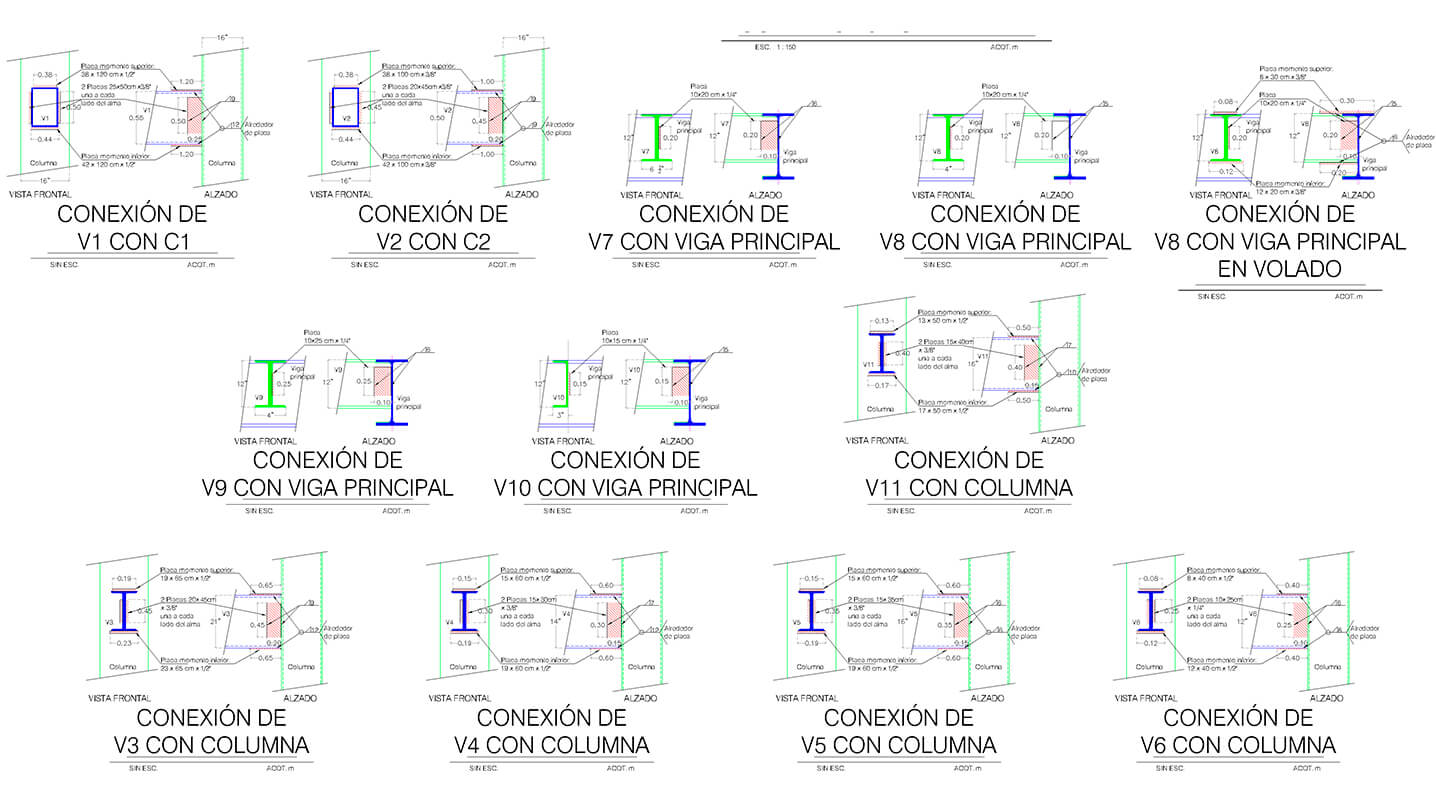 ESC. 1 : 150 ACOT. m
16"
0.38
Placa momento superior.
38 x 120 cm x 1/2"
2 Placas 25x50cm x3/8"
una a cada
lado del alma
1.20
V1
0.50
0.55
V1
0.50
0.25
0.44
Placa momento inferior.
42 x 120 cm x 1/2"
1.20
Alrededor
de placa
Columna
Columna
16"
VISTA FRONTAL ALZADO
CONEXIÓN DE
V1 CON C1
SIN ESC. ACOT. m
16"
0.38
Placa momento superior.
38 x 100 cm x 3/8"
2 Placas 20x45cm x3/8"
una a cada
lado del alma
1.00
V2
0.45
0.50
V2
0.45
0.20
0.44
Placa momento inferior.
42 x 100 cm x 3/8"
1.00
Alrededor
de placa
Columna
Columna
16"
VISTA FRONTAL ALZADO
CONEXIÓN DE
V2 CON C2
SIN ESC. ACOT. m
Placa
10x20 cm x 1/4"
12"
Viga
principal
0.20
V7
12"
V7
0.20
0.10
Viga
principal
VISTA FRONTAL ALZADO
CONEXIÓN DE
V7 CON VIGA PRINCIPAL
SIN ESC. ACOT. m
Placa
10x20 cm x 1/4"
12"
Viga
principal
0.20
V8
4"
12"
V8
0.20
0.10
Viga
principal
VISTA FRONTAL ALZADO
CONEXIÓN DE
V8 CON VIGA PRINCIPAL
SIN ESC. ACOT. m
Placa momento superior.
8 x 30 cm x 3/8"
Placa
10x20 cm x 1/4"
0.08
0.30
12"
Viga
principal
0.20
0.12
12"
V8
0.20
0.10
0.20
Viga
principal
Placa momento inferior.
12 x 20 cm x 3/8"
Alrededor
de placa
VISTA FRONTAL ALZADO
CONEXIÓN DE
V8 CON VIGA PRINCIPAL
EN VOLADO
SIN ESC. ACOT. m
Placa
10x25 cm x 1/4"
12"
Viga
principal
0.25
V9
4"
12"
V9
0.25
0.10
Viga
principal
VISTA FRONTAL ALZADO
CONEXIÓN DE
V9 CON VIGA PRINCIPAL
SIN ESC. ACOT. m
Placa
10x15 cm x 1/4"
12"
Viga
principal
0.15
V10
3"
12"
V10
0.15
0.10
Viga
principal
VISTA FRONTAL ALZADO
CONEXIÓN DE
V10 CON VIGA PRINCIPAL
SIN ESC. ACOT. m
0.13
Placa momento superior.
13 x 50 cm x 1/2"
2 Placas 15x 40cm
x 3/8"
una a cada
lado del alma
0.50
V11
0.40
16"
V11
0.40
0.15
0.17
Placa momento inferior.
17 x 50 cm x 1/2"
0.50
Alrededor
de placa
Columna
Columna
VISTA FRONTAL ALZADO
CONEXIÓN DE
V11 CON COLUMNA
SIN ESC. ACOT. m
0.19
Placa momento superior.
19 x 65 cm x 1/2"
2 Placas 20x45cm
x 3/8"
una a cada
lado del alma
0.65
V3
0.45
21"
V3
0.45
0.20
0.23
Placa momento inferior.
23 x 65 cm x 1/2"
0.65
Alrededor
de placa
Columna
Columna
VISTA FRONTAL ALZADO
CONEXIÓN DE
V3 CON COLUMNA
SIN ESC. ACOT. m
0.15
Placa momento superior.
15 x 60 cm x 1/2"
2 Placas 15x30cm
x 3/8"
una a cada
lado del alma
0.60
V4
0.30
14"
V4
0.30
0.15
0.19
Placa momento inferior.
19 x 60 cm x 1/2"
0.60
Alrededor
de placa
Columna
Columna
VISTA FRONTAL ALZADO
CONEXIÓN DE
V4 CON COLUMNA
SIN ESC. ACOT. m
0.15
Placa momento superior.
15 x 60 cm x 1/2"
2 Placas 15x35cm
x 3/8"
una a cada
lado del alma
0.60
V5
0.35
16"
V5
0.35
0.15
0.19
Placa momento inferior.
19 x 60 cm x 1/2"
0.60
Alrededor
de placa
Columna
Columna
VISTA FRONTAL ALZADO
CONEXIÓN DE
V5 CON COLUMNA
SIN ESC. ACOT. m
0.08
Placa momento superior.
8 x 40 cm x 1/2"
2 Placas 10x25cm
x 1/4"
una a cada
lado del alma
0.40
V6
0.25
12"
V6
0.25
0.12
Placa momento inferior.
12 x 40 cm x 1/2"
0.40
Alrededor
de placa
Columna
Columna
VISTA FRONTAL ALZADO
CONEXIÓN DE
V6 CON COLUMNA
SIN ESC. ACOT. m